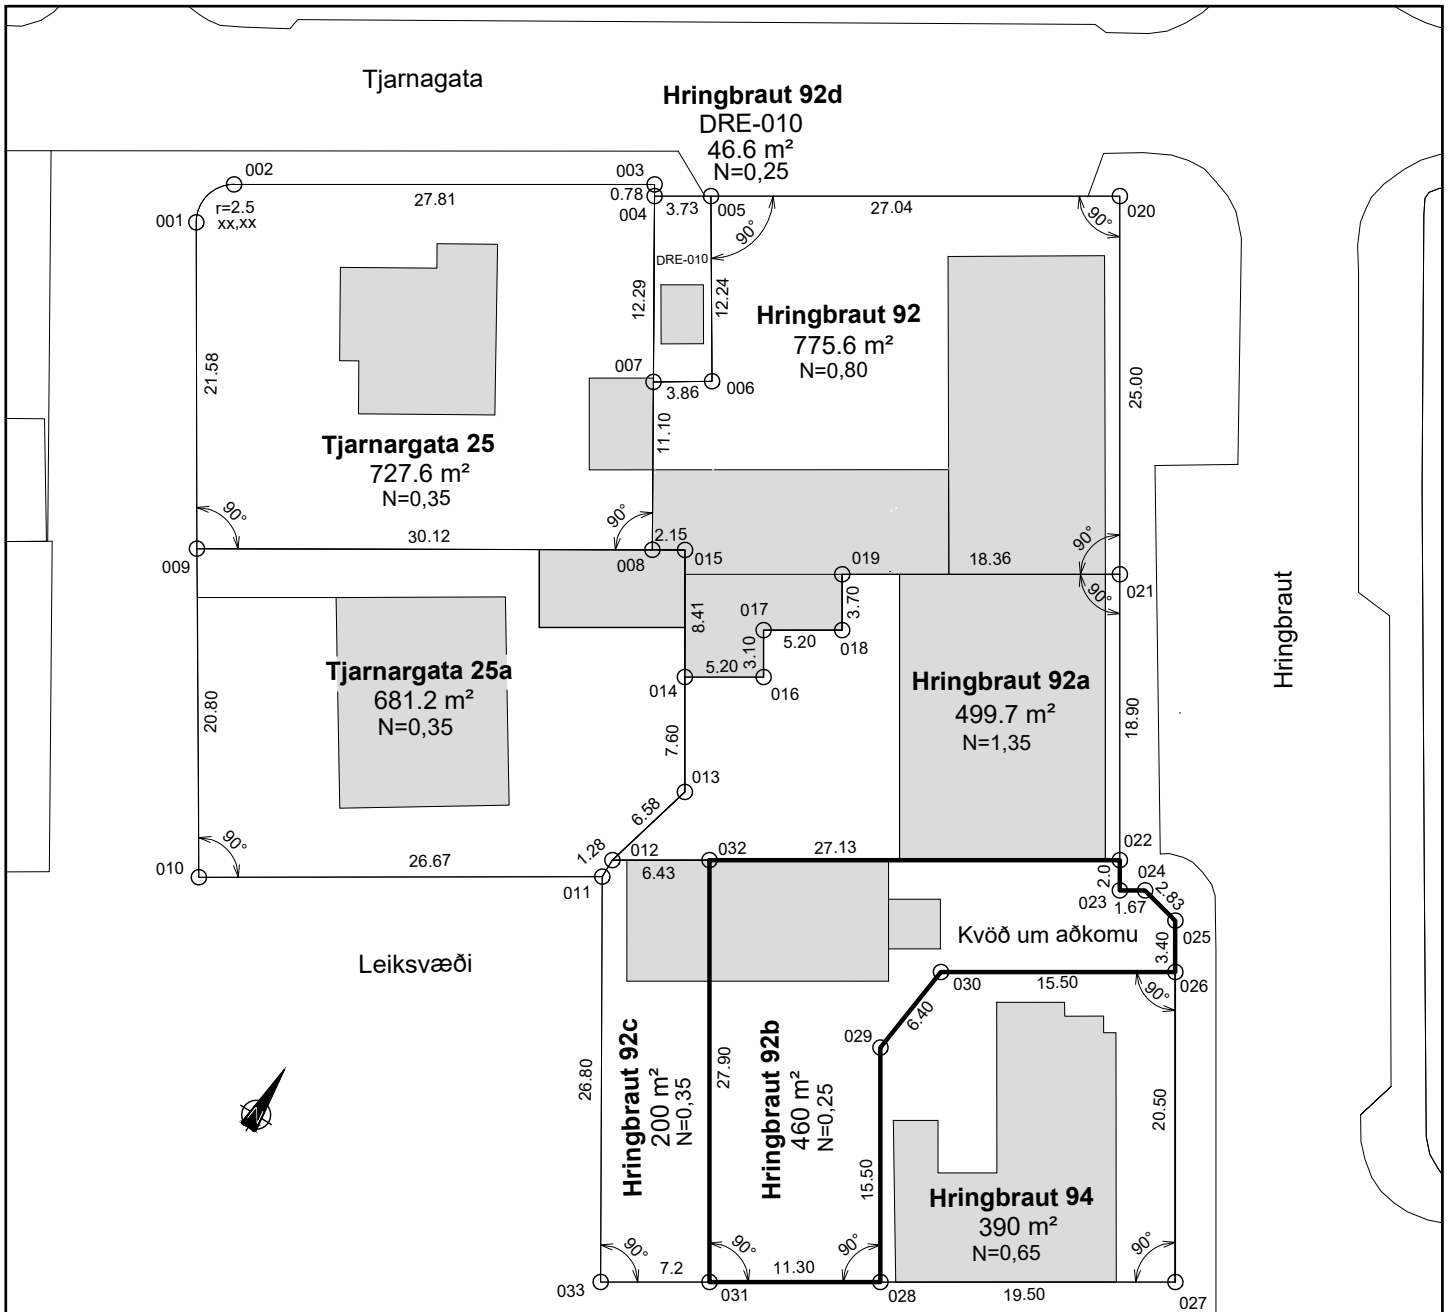 Tjarnagata
Hringbraut 92d
DRE-010
46.6 m²
N=0,25
002
003
27.81
0.78
004
3.73
005
27.04
90°
020
001
r=2.5
xx,xx
90°
DRE-010
12.29
12.24
Hringbraut 92
775.6 m²
N=0,80
21.58
007
3.86
006
25.00
11.10
Tjarnargata 25
727.6 m²
N=0,35
90°
90°
30.12
2.15
009
008
015
019
18.36
90°
021
90°
Hringbraut
8.41
017
3.70
5.20
018
3.10
5.20
014
016
Tjarnargata 25a
681.2 m²
N=0,35
20.80
Hringbraut 92a
499.7 m²
N=1,35
18.90
7.60
013
6.58
90°
010
26.67
1.28
012
011
6.43
032
27.13
022
2.0
023
024
1.67
2.83
025
3.40
Kvöð um aðkomu
Leiksvæði
030
15.50
026
90°
6.40
029
26.80
Hringbraut 92c
200 m²
N=0,35
27.90
Hringbraut 92b
460 m²
N=0,25
15.50
20.50
Hringbraut 94
390 m²
N=0,65
90°
90°
90°
90°
033
7.2
031
11.30
028
19.50
027